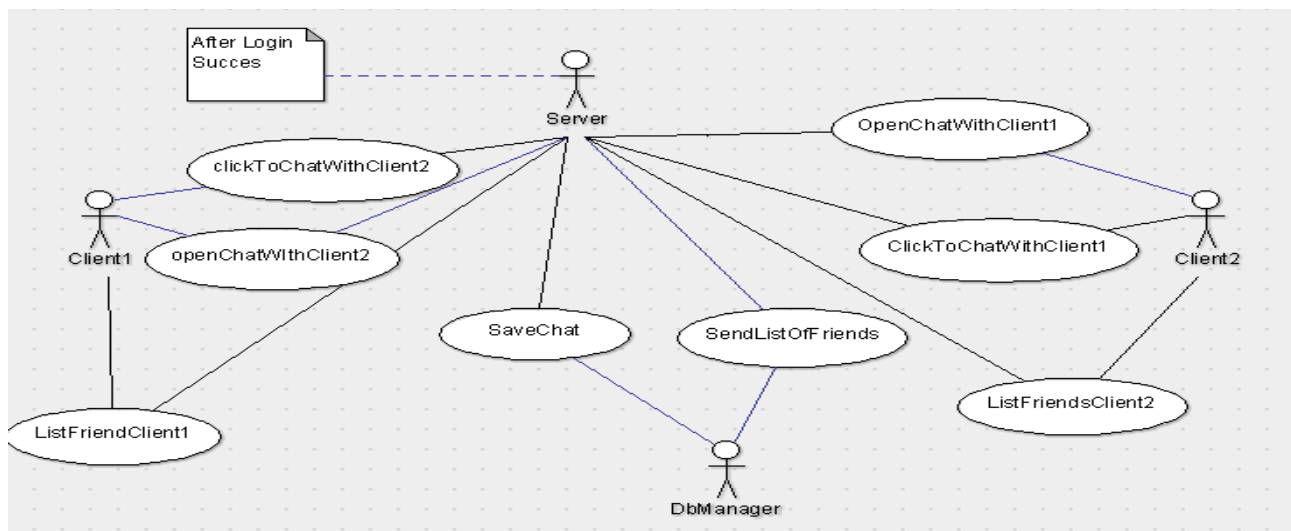 After Login
Succes
Server
OpenChatWithClient1
clickToChatWithClient2
Client1
openChatWIthClient2
ClickToChatWithClient1
Client2
SaveChat
SendListOfFriends
ListFriendsClient2
ListFriendClient1
DbManager